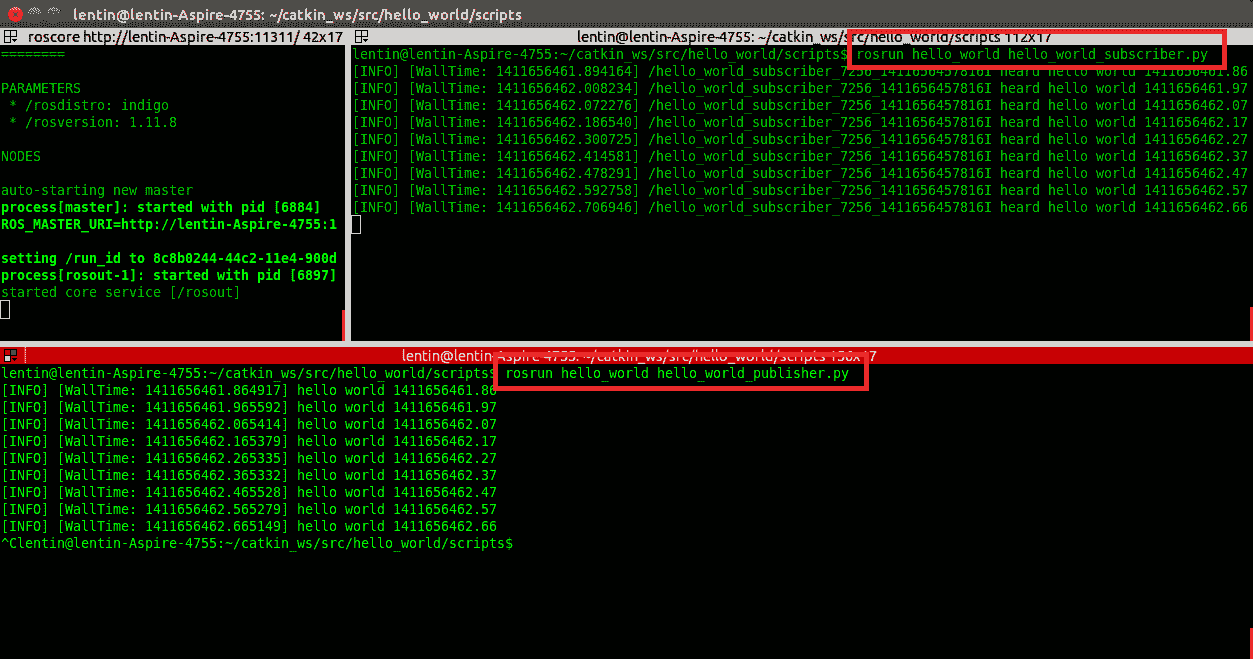 lentin@lentin-Aspire-4755: ~/catkin_ws/src/hello_world/scripts
roscore http://lentin-Aspire-4755:11311/ 42x17
========
PARAMETERS
* /rosdistro: indigo
* /rosversion: 1.11.8
NODES
auto-starting new master
process[master]: started with pid [6884]
ROS_MASTER_URI=http://lentin-Aspire-4755:1
setting /run_id to 8c8b0244-44c2-11e4-900d
process[rosout-1]: started with pid [6897]
started core service [/rosout]
lentin@lentin-Aspire-4755: ~/catkin_ws/src/hello_world/scripts 112x17
lentin@lentin-Aspire-4755:~/catkin_ws/src/hello_world/scripts$ rosrun hello_world hello_world_subscriber.py
[INFO] [WallTime: 1411656461.894164] /hello_world_subscriber_7256_1411656457816I heard hello world 1411656461.86
[INFO] [WallTime: 1411656462.008234] /hello_world_subscriber_7256_1411656457816I heard hello world 1411656461.97
[INFO] [WallTime: 1411656462.072276] /hello_world_subscriber_7256_1411656457816I heard hello world 1411656462.07
[INFO] [WallTime: 1411656462.186540] /hello_world_subscriber_7256_1411656457816I heard hello world 1411656462.17
[INFO] [WallTime: 1411656462.300725] /hello_world_subscriber_7256_1411656457816I heard hello world 1411656462.27
[INFO] [WallTime: 1411656462.414581] /hello_world_subscriber_7256_1411656457816I heard hello world 1411656462.37
[INFO] [WallTime: 1411656462.478291] /hello_world_subscriber_7256_1411656457816I heard hello world 1411656462.47
[INFO] [WallTime: 1411656462.592758] /hello_world_subscriber_7256_1411656457816I heard hello world 1411656462.57
[INFO] [WallTime: 1411656462.706946] /hello_world_subscriber_7256_1411656457816I heard hello world 1411656462.66
lentin@lentin-Aspire-4755: ~/catkin_ws/src/hello_world/scripts 156x17
lentin@lentin-Aspire-4755:~/catkin_ws/src/hello_world/scripts$ rosrun hello_world hello_world_publisher.py
[INFO] [WallTime: 1411656461.864917] hello world 1411656461.86
[INFO] [WallTime: 1411656461.965592] hello world 1411656461.97
[INFO] [WallTime: 1411656462.065414] hello world 1411656462.07
[INFO] [WallTime: 1411656462.165379] hello world 1411656462.17
[INFO] [WallTime: 1411656462.265335] hello world 1411656462.27
[INFO] [WallTime: 1411656462.365332] hello world 1411656462.37
[INFO] [WallTime: 1411656462.465528] hello world 1411656462.47
[INFO] [WallTime: 1411656462.565279] hello world 1411656462.57
[INFO] [WallTime: 1411656462.665149] hello world 1411656462.66
^Clentin@lentin-Aspire-4755:~/catkin_ws/src/hello_world/scripts$